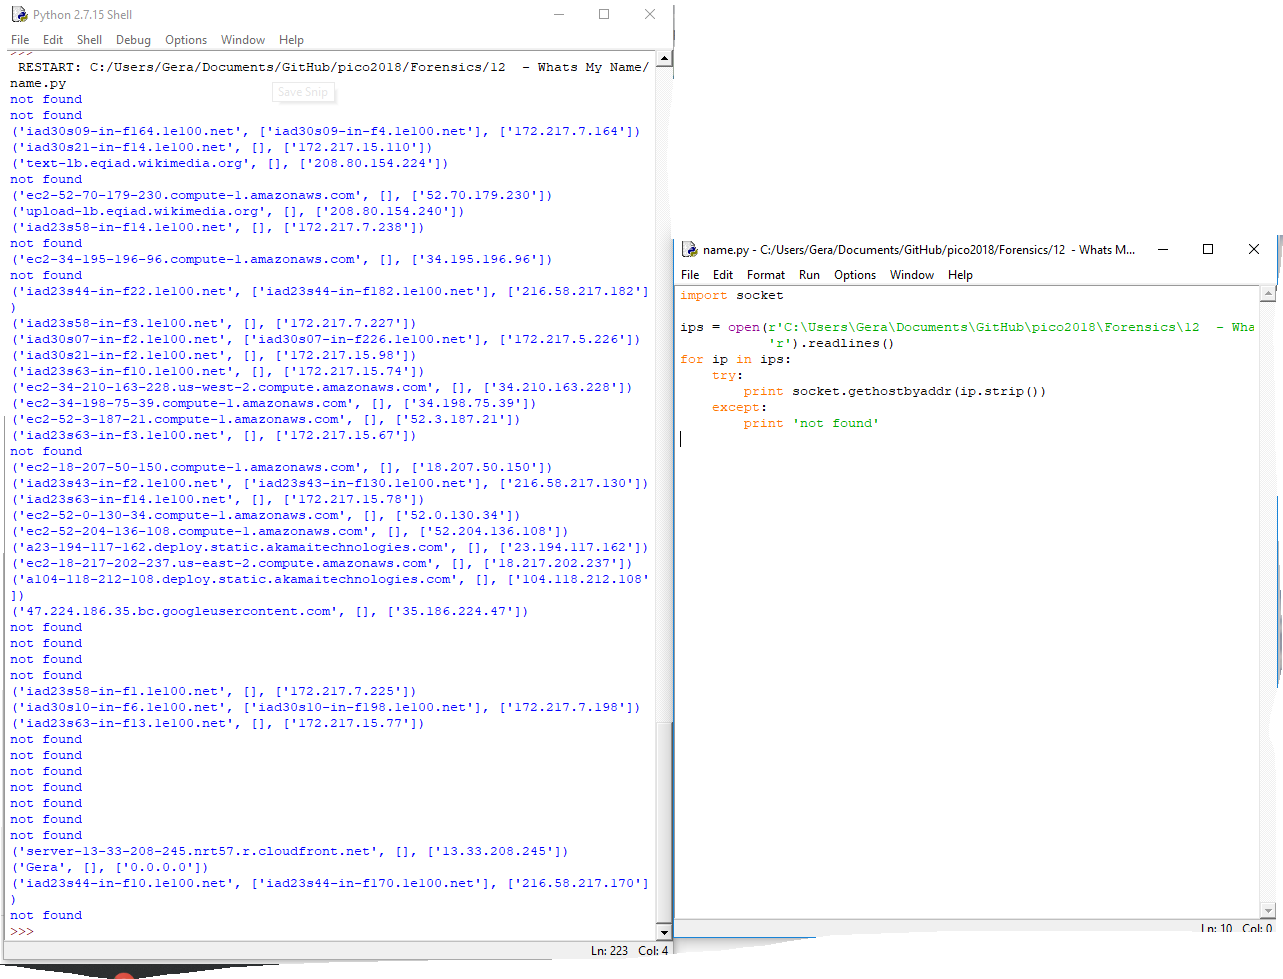 Python 2.7.15 Shell
File Edit Shell Debug Options Window Help
>>>
RESTART: C:/Users/Gera/Documents/GitHub/pico2018/Forensics/12  - Whats My Name/
name.py
Save Snip
not found
not found
('iad30s09-in-f164.1e100.net', ['iad30s09-in-f4.1e100.net'], ['172.217.7.164'])
('iad30s21-in-f14.1e100.net', [], ['172.217.15.110'])
('text-lb.eqiad.wikimedia.org', [], ['208.80.154.224'])
not found
('ec2-52-70-179-230.compute-1.amazonaws.com', [], ['52.70.179.230'])
('upload-lb.eqiad.wikimedia.org', [], ['208.80.154.240'])
('iad23s58-in-f14.1e100.net', [], ['172.217.7.238'])
not found
('ec2-34-195-196-96.compute-1.amazonaws.com', [], ['34.195.196.96'])
not found
('iad23s44-in-f22.1e100.net', ['iad23s44-in-f182.1e100.net'], ['216.58.217.182']
)
('iad23s58-in-f3.1e100.net', [], ['172.217.7.227'])
('iad30s07-in-f2.1e100.net', ['iad30s07-in-f226.1e100.net'], ['172.217.5.226'])
('iad30s21-in-f2.1e100.net', [], ['172.217.15.98'])
('iad23s63-in-f10.1e100.net', [], ['172.217.15.74'])
('ec2-34-210-163-228.us-west-2.compute.amazonaws.com', [], ['34.210.163.228'])
('ec2-34-198-75-39.compute-1.amazonaws.com', [], ['34.198.75.39'])
('ec2-52-3-187-21.compute-1.amazonaws.com', [], ['52.3.187.21'])
('iad23s63-in-f3.1e100.net', [], ['172.217.15.67'])
not found
('ec2-18-207-50-150.compute-1.amazonaws.com', [], ['18.207.50.150'])
('iad23s43-in-f2.1e100.net', ['iad23s43-in-f130.1e100.net'], ['216.58.217.130'])
('iad23s63-in-f14.1e100.net', [], ['172.217.15.78'])
('ec2-52-0-130-34.compute-1.amazonaws.com', [], ['52.0.130.34'])
('ec2-52-204-136-108.compute-1.amazonaws.com', [], ['52.204.136.108'])
('a23-194-117-162.deploy.static.akamaitechnologies.com', [], ['23.194.117.162'])
('ec2-18-217-202-237.us-east-2.compute.amazonaws.com', [], ['18.217.202.237'])
('a104-118-212-108.deploy.static.akamaitechnologies.com', [], ['104.118.212.108'
])
('47.224.186.35.bc.googleusercontent.com', [], ['35.186.224.47'])
not found
not found
not found
not found
('iad23s58-in-f1.1e100.net', [], ['172.217.7.225'])
('iad30s10-in-f6.1e100.net', ['iad30s10-in-f198.1e100.net'], ['172.217.7.198'])
('iad23s63-in-f13.1e100.net', [], ['172.217.15.77'])
not found
not found
not found
not found
not found
not found
not found
('server-13-33-208-245.nrt57.r.cloudfront.net', [], ['13.33.208.245'])
('Gera', [], ['0.0.0.0'])
('iad23s44-in-f10.1e100.net', ['iad23s44-in-f170.1e100.net'], ['216.58.217.170']
)
not found
>>>
Ln: 223 Col: 4
name.py - C:/Users/Gera/Documents/GitHub/pico2018/Forensics/12  - Whats M...
File Edit Format Run Options Window Help
import socket
ips = open(r'C:\Users\Gera\Documents\GitHub\pico2018\Forensics\12  - Wha
'r').readlines()
for ip in ips:
try:
print socket.gethostbyaddr(ip.strip())
except:
print 'not found'
Ln: 10 Col: 0